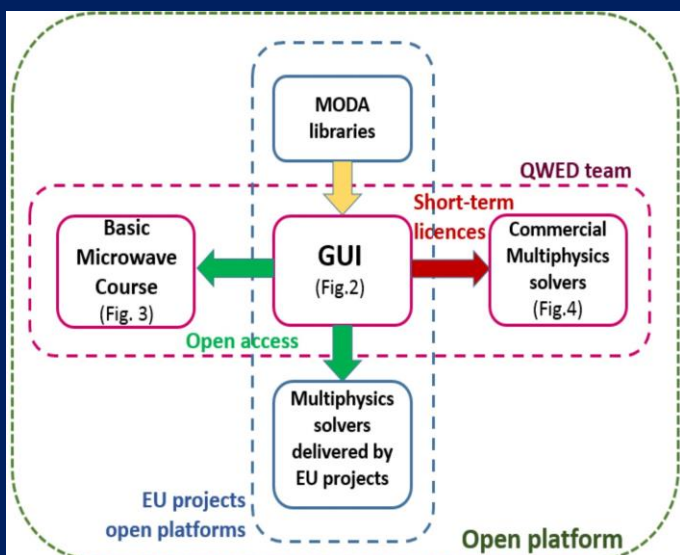 MODA
libraries
QWED team
Basic
Microwave
Course
(Fig. 3)
GUI
(Fig.2)
Short-term
licences
Commercial
Multiphysics
solvers
(Fig.4)
Open access
Multiphysics
solvers
delivered by
EU projects
EU projects
open platforms
Open platform